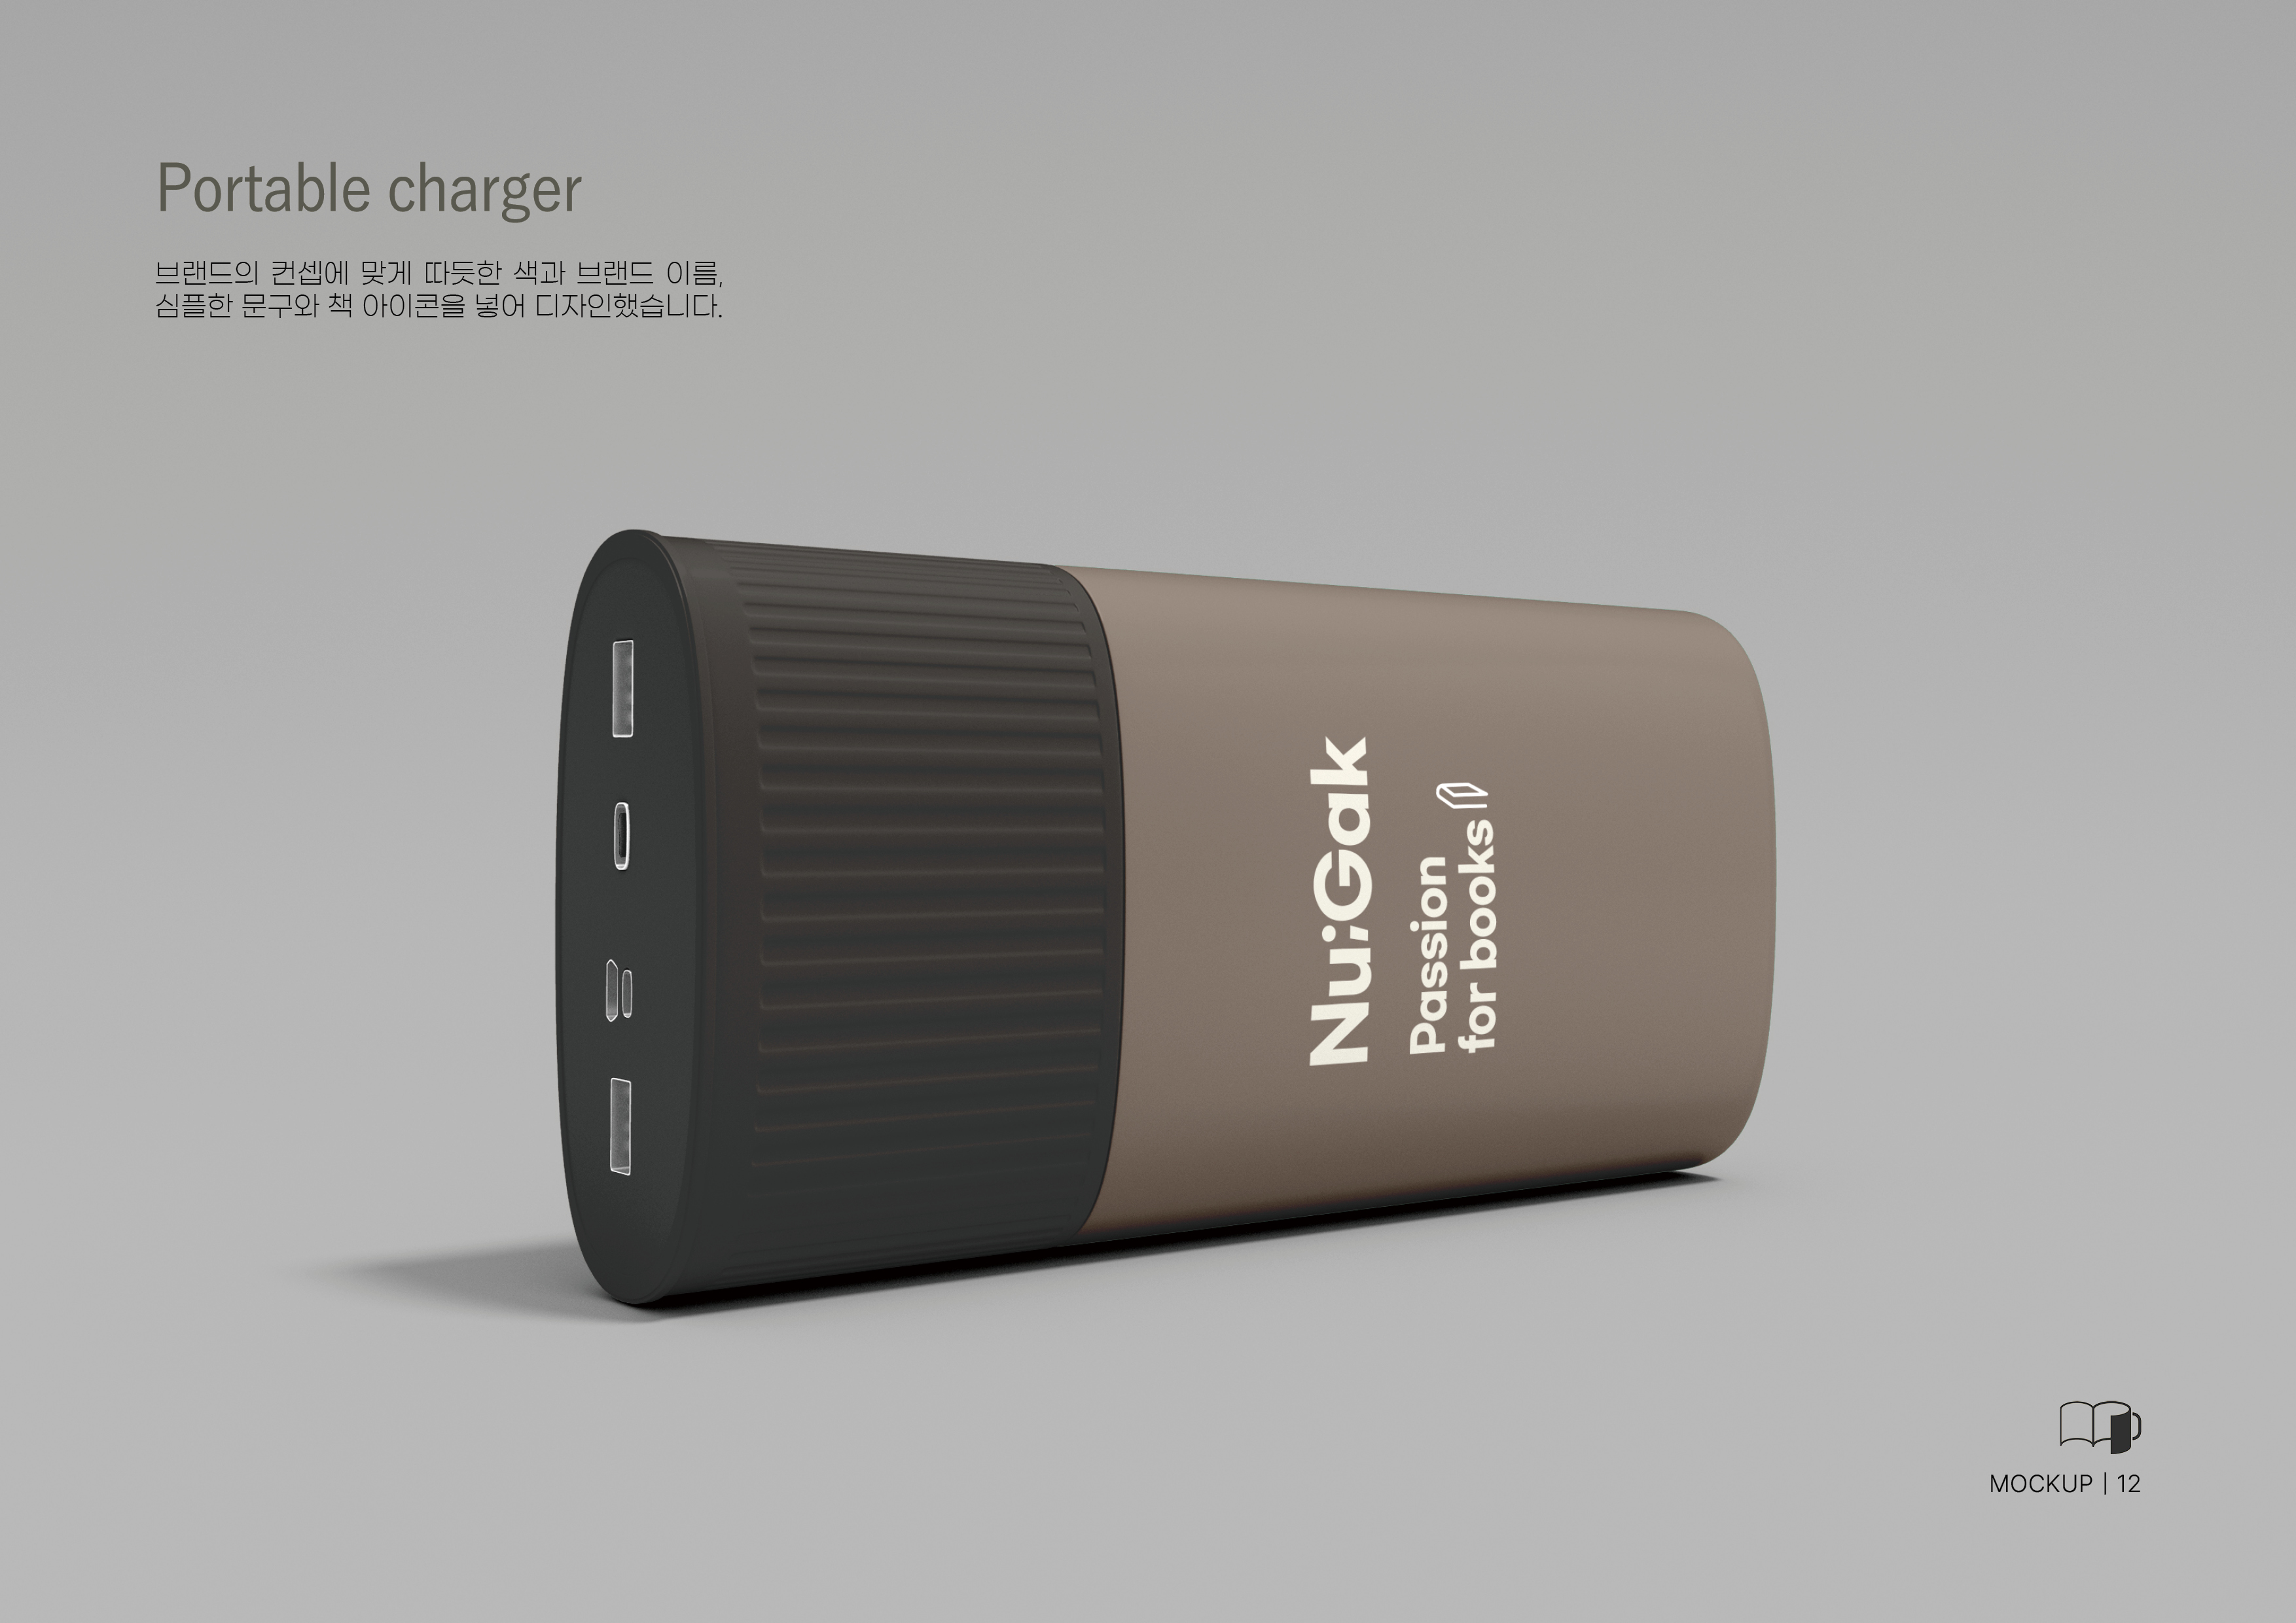 Portable charger
브랜드의 컨셉에 맞게 따듯한 색과 브랜드 이름,
심플한 문구와 책 아이콘을 넣어 디자인했습니다.
Nu;Gak
Passion
for books
MOCKUP | 12